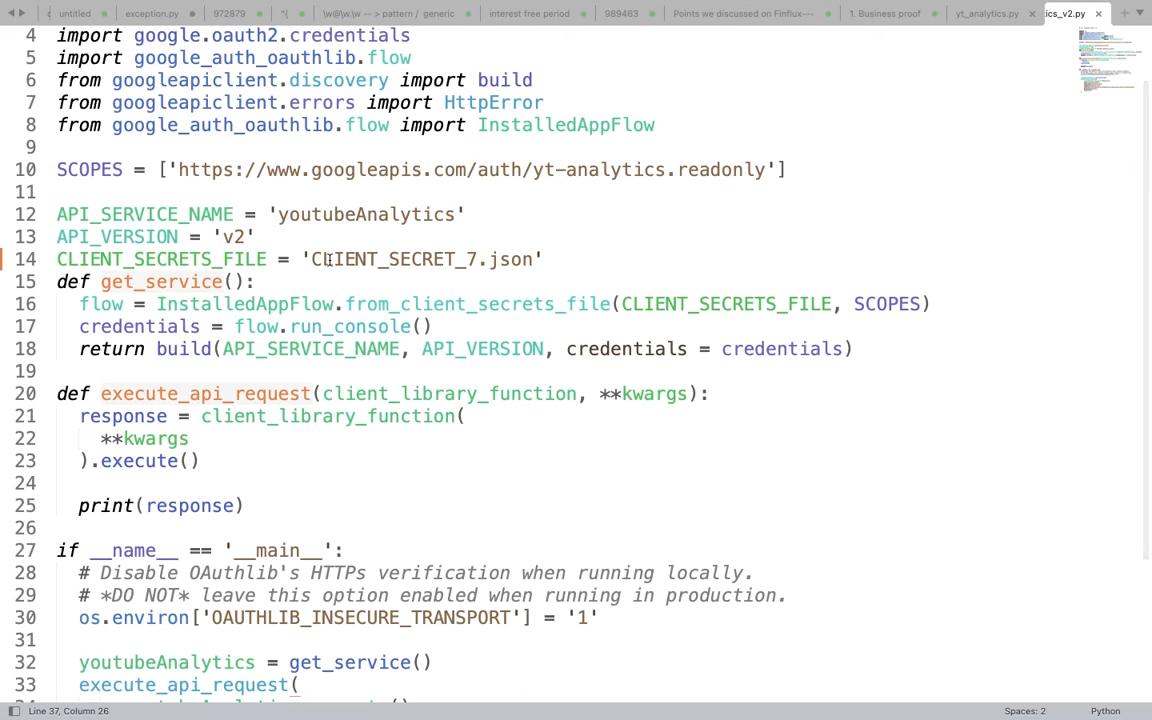 untitled exception.py 972879 "{ \w@\w.\w --> pattern / generic interest free period 989463 Points we discussed on Finflux--- 1. Business proof yt_analytics.py ics_v2.py
4 import google.oauth2.credentials
5 import google_auth_oauthlib.flow
6 from googleapiclient.discovery import build
7 from googleapiclient.errors import HttpError
8 from google_auth_oauthlib.flow import InstalledAppFlow
9
10 SCOPES = ['https://www.googleapis.com/auth/yt-analytics.readonly']
11
12 API_SERVICE_NAME = 'youtubeAnalytics'
13 API_VERSION = 'v2'
14 CLIENT_SECRETS_FILE = 'CLIENT_SECRET_7.json'
15 def get_service():
16 flow = InstalledAppFlow.from_client_secrets_file(CLIENT_SECRETS_FILE, SCOPES)
17 credentials = flow.run_console()
18 return build(API_SERVICE_NAME, API_VERSION, credentials = credentials)
19
20 def execute_api_request(client_library_function, **kwargs):
21 response = client_library_function(
22 **kwargs
23 ).execute()
24
25 print(response)
26
27 if __name__ == '__main__':
28 # Disable OAuthlib's HTTPs verification when running locally.
29 # *DO NOT* leave this option enabled when running in production.
30 os.environ['OAUTHLIB_INSECURE_TRANSPORT'] = '1'
31
32 youtubeAnalytics = get_service()
33 execute_api_request(
Line 37, Column 26 Spaces: 2 Python